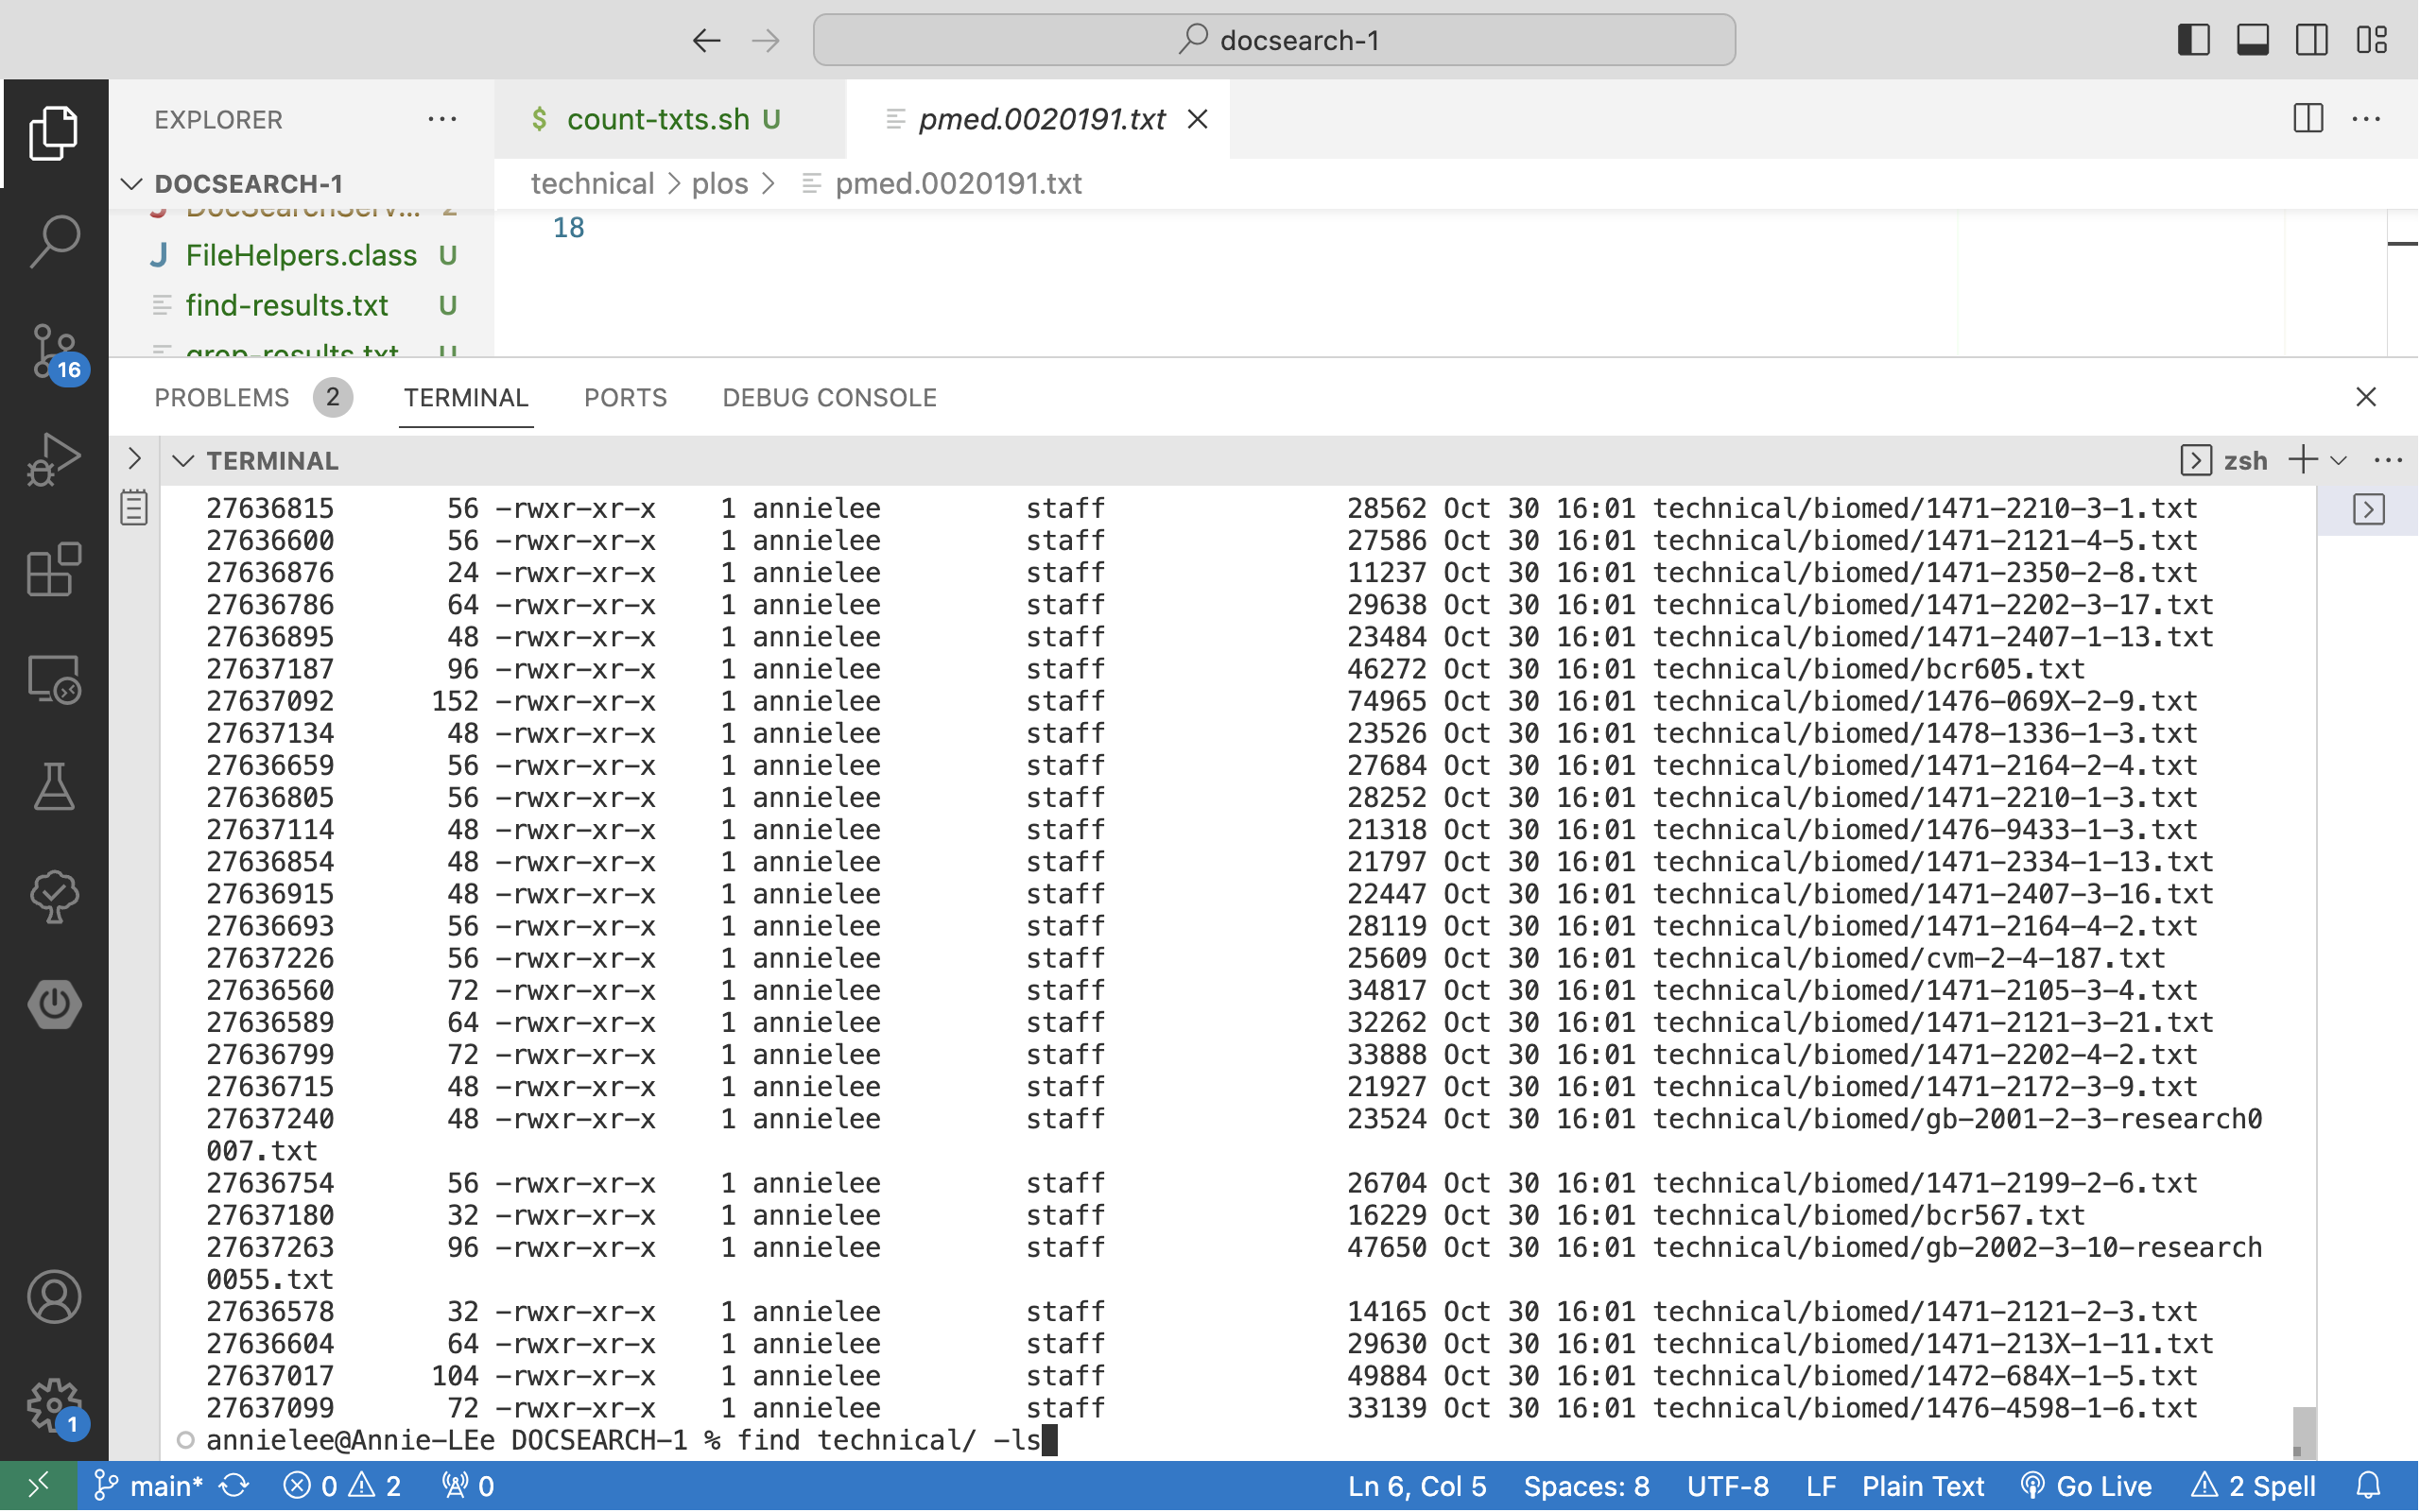 docsearch-1
EXPLORER
$ count-txts.sh U
pmed.0020191.txt
DOCSEARCH-1
technical > plos > pmed.0020191.txt
DocSearchServ... 2
18
J FileHelpers.class U
find-results.txt U
grep-results.txt U
16
PROBLEMS 2 TERMINAL PORTS DEBUG CONSOLE
TERMINAL
zsh
27636815 56 -rwxr-xr-x 1 annielee staff 28562 Oct 30 16:01 technical/biomed/1471-2210-3-1.txt
27636600 56 -rwxr-xr-x 1 annielee staff 27586 Oct 30 16:01 technical/biomed/1471-2121-4-5.txt
27636876 24 -rwxr-xr-x 1 annielee staff 11237 Oct 30 16:01 technical/biomed/1471-2350-2-8.txt
27636786 64 -rwxr-xr-x 1 annielee staff 29638 Oct 30 16:01 technical/biomed/1471-2202-3-17.txt
27636895 48 -rwxr-xr-x 1 annielee staff 23484 Oct 30 16:01 technical/biomed/1471-2407-1-13.txt
27637187 96 -rwxr-xr-x 1 annielee staff 46272 Oct 30 16:01 technical/biomed/bcr605.txt
27637092 152 -rwxr-xr-x 1 annielee staff 74965 Oct 30 16:01 technical/biomed/1476-069X-2-9.txt
27637134 48 -rwxr-xr-x 1 annielee staff 23526 Oct 30 16:01 technical/biomed/1478-1336-1-3.txt
27636659 56 -rwxr-xr-x 1 annielee staff 27684 Oct 30 16:01 technical/biomed/1471-2164-2-4.txt
27636805 56 -rwxr-xr-x 1 annielee staff 28252 Oct 30 16:01 technical/biomed/1471-2210-1-3.txt
27637114 48 -rwxr-xr-x 1 annielee staff 21318 Oct 30 16:01 technical/biomed/1476-9433-1-3.txt
27636854 48 -rwxr-xr-x 1 annielee staff 21797 Oct 30 16:01 technical/biomed/1471-2334-1-13.txt
27636915 48 -rwxr-xr-x 1 annielee staff 22447 Oct 30 16:01 technical/biomed/1471-2407-3-16.txt
27636693 56 -rwxr-xr-x 1 annielee staff 28119 Oct 30 16:01 technical/biomed/1471-2164-4-2.txt
27637226 56 -rwxr-xr-x 1 annielee staff 25609 Oct 30 16:01 technical/biomed/cvm-2-4-187.txt
27636560 72 -rwxr-xr-x 1 annielee staff 34817 Oct 30 16:01 technical/biomed/1471-2105-3-4.txt
27636589 64 -rwxr-xr-x 1 annielee staff 32262 Oct 30 16:01 technical/biomed/1471-2121-3-21.txt
27636799 72 -rwxr-xr-x 1 annielee staff 33888 Oct 30 16:01 technical/biomed/1471-2202-4-2.txt
27636715 48 -rwxr-xr-x 1 annielee staff 21927 Oct 30 16:01 technical/biomed/1471-2172-3-9.txt
27637240 48 -rwxr-xr-x 1 annielee staff 23524 Oct 30 16:01 technical/biomed/gb-2001-2-3-research0
007.txt
27636754 56 -rwxr-xr-x 1 annielee staff 26704 Oct 30 16:01 technical/biomed/1471-2199-2-6.txt
27637180 32 -rwxr-xr-x 1 annielee staff 16229 Oct 30 16:01 technical/biomed/bcr567.txt
27637263 96 -rwxr-xr-x 1 annielee staff 47650 Oct 30 16:01 technical/biomed/gb-2002-3-10-research
0055.txt
27636578 32 -rwxr-xr-x 1 annielee staff 14165 Oct 30 16:01 technical/biomed/1471-2121-2-3.txt
27636604 64 -rwxr-xr-x 1 annielee staff 29630 Oct 30 16:01 technical/biomed/1471-213X-1-11.txt
27637017 104 -rwxr-xr-x 1 annielee staff 49884 Oct 30 16:01 technical/biomed/1472-684X-1-5.txt
27637099 72 -rwxr-xr-x 1 annielee staff 33139 Oct 30 16:01 technical/biomed/1476-4598-1-6.txt
annielee@Annie-LEe DOCSEARCH-1 % find technical/ -ls
1
main* 0 2 0 Ln 6, Col 5 Spaces: 8 UTF-8 LF Plain Text Go Live 2 Spell